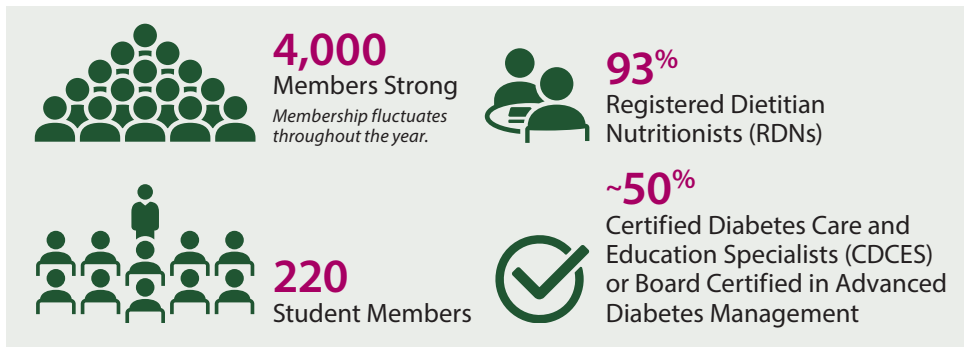 4,000
Members Strong
Membership fluctuates
throughout the year.
93%
Registered Dietitian
Nutritionists (RDNs)
220
Student Members
~50%
Certified Diabetes Care and
Education Specialists (CDCES)
or Board Certified in Advanced
Diabetes Management